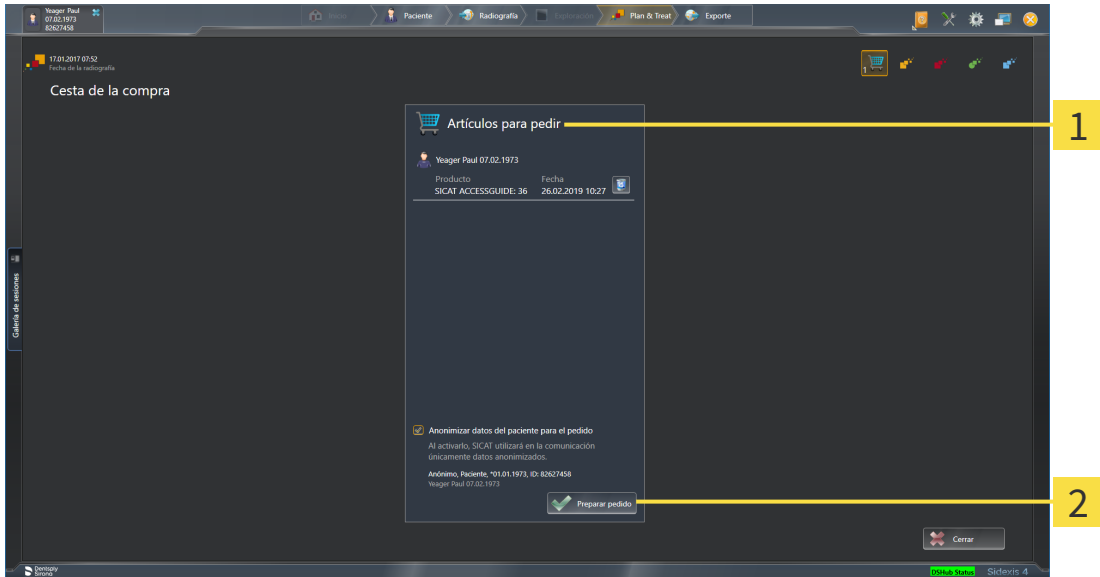 Yeager Paul
07.02.1973
82627458
Inicio
Paciente
Radiografía
Exploración
Plan & Treat
Exporte
17.01.2017 07:52
Fecha de la radiografía
1
Cesta de la compra
Artículos para pedir
1
Yeager Paul 07.02.1973
Producto Fecha
SICAT ACCESSGUIDE: 36 26.02.2019 10:27
Galería de sesiones
Anonimizar datos del paciente para el pedido
Al activarlo, SICAT utilizará en la comunicación
únicamente datos anonimizados.
Anónimo, Paciente, *01.01.1973, ID: 82627458
Yeager Paul 07.02.1973
Preparar pedido
2
Cerrar
Dentsply
Sirona
DSHub Status
Sidexis 4